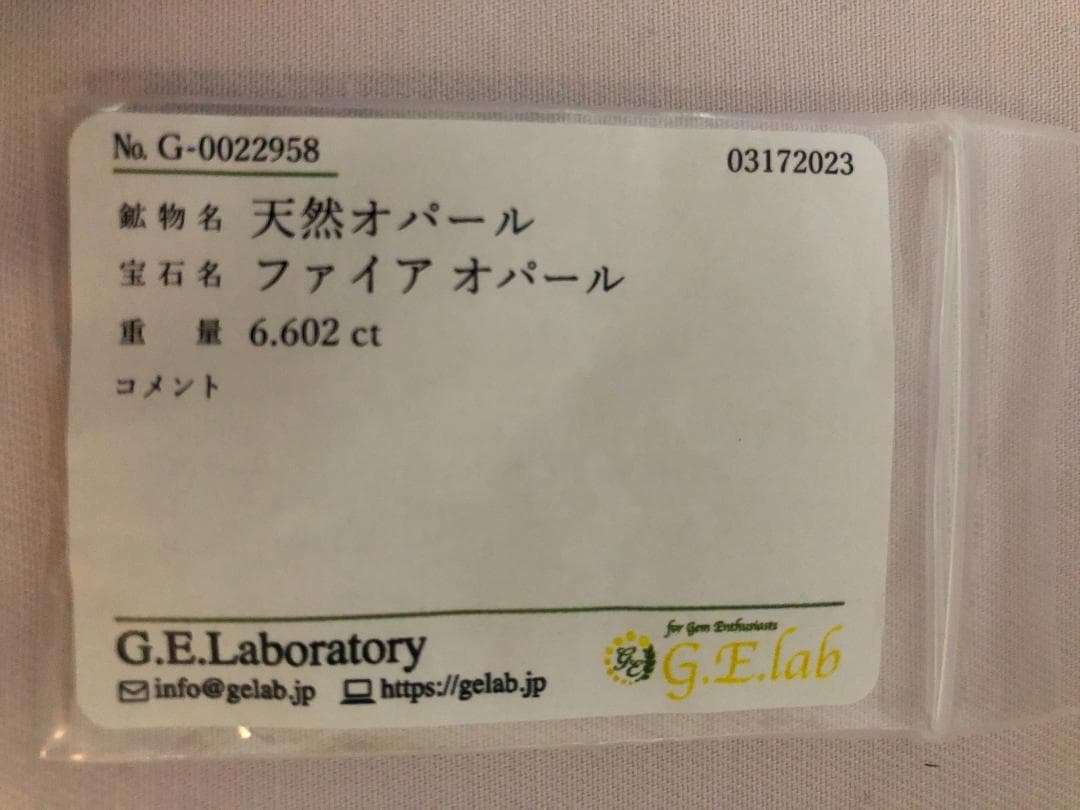 No. G-0022958
03172023
鉱物名 天然オパール
宝石名 ファイア オパール
重量 6.602 ct
コメント
G.E.Laboratory
info@gelab.jp https://gelab.jp
for Gem Enthusiasts
GE G.E.lab